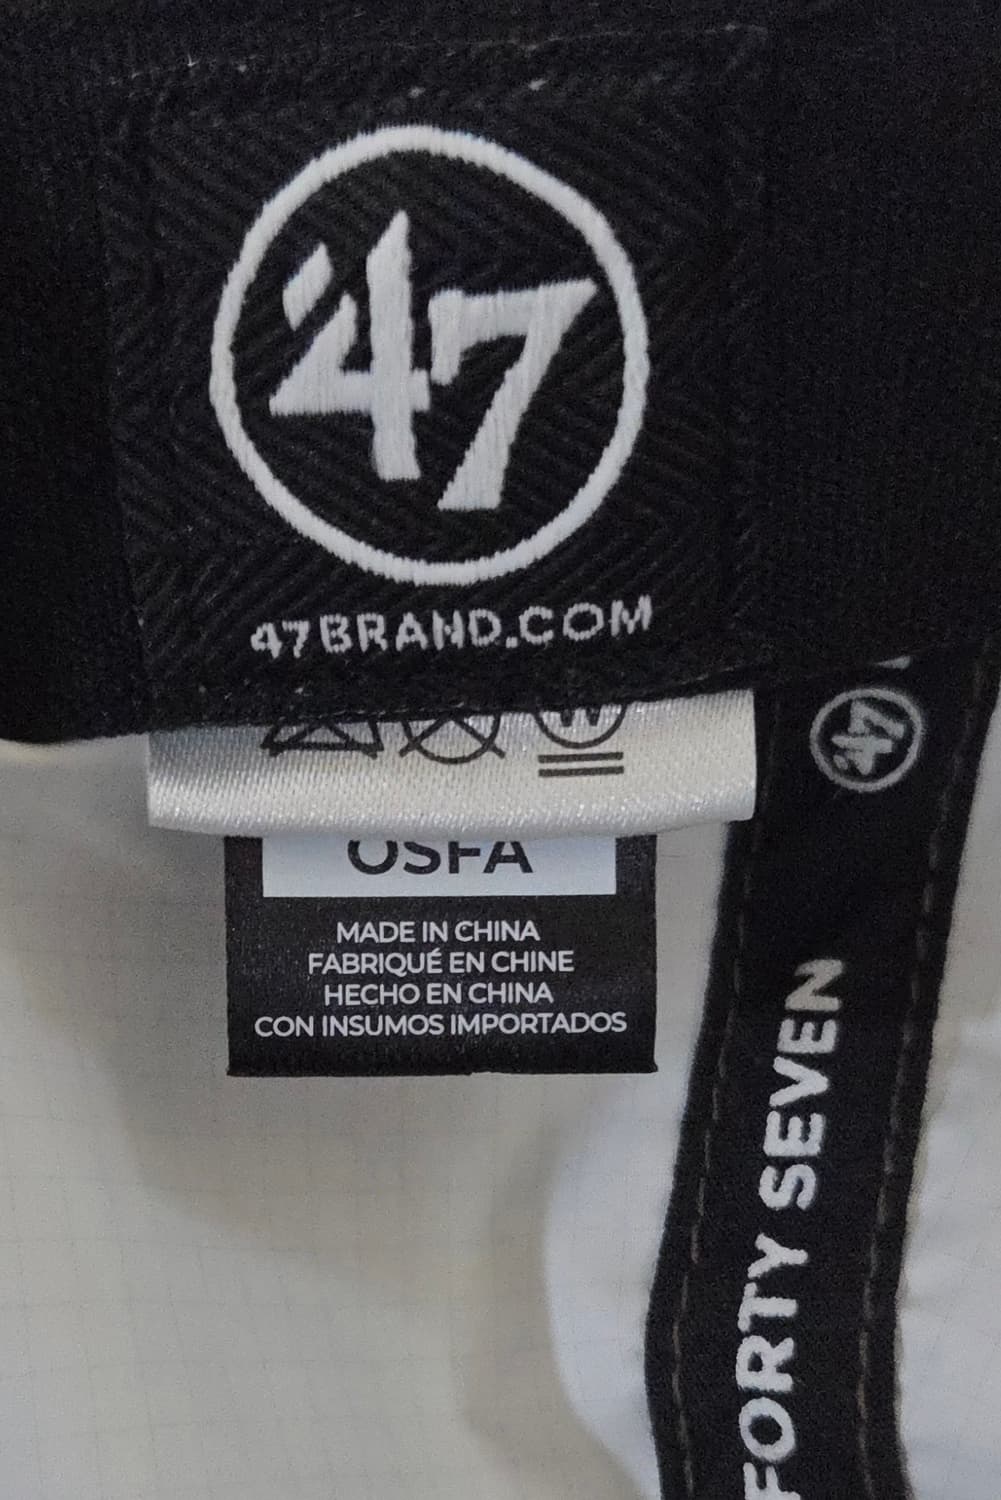 '47
47BRAND.COM
W
'47
OSFA
MADE IN CHINA
FABRIQUÉ EN CHINE
HECHO EN CHINA
CON INSUMOS IMPORTADOS
FORTY SEVEN